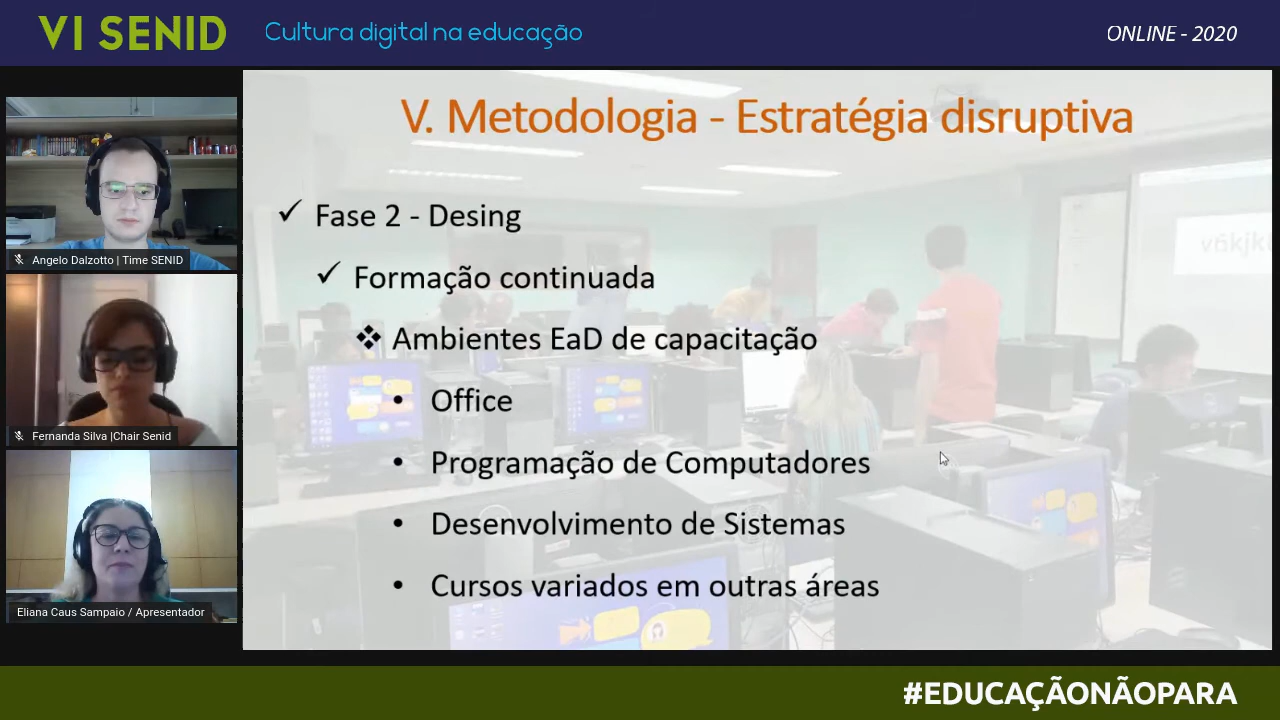 VI SENID
Cultura digital na educação
ONLINE - 2020
Angelo Dalzotto | Time SENID
Fernanda Silva |Chair Senid
Eliana Caus Sampaio / Apresentador
V. Metodologia - Estratégia disruptiva
✓ Fase 2 - Desing
✓ Formação continuada
❖ Ambientes EaD de capacitação
• Office
• Programação de Computadores
• Desenvolvimento de Sistemas
• Cursos variados em outras áreas
#EDUCAÇÃONÃOPARA